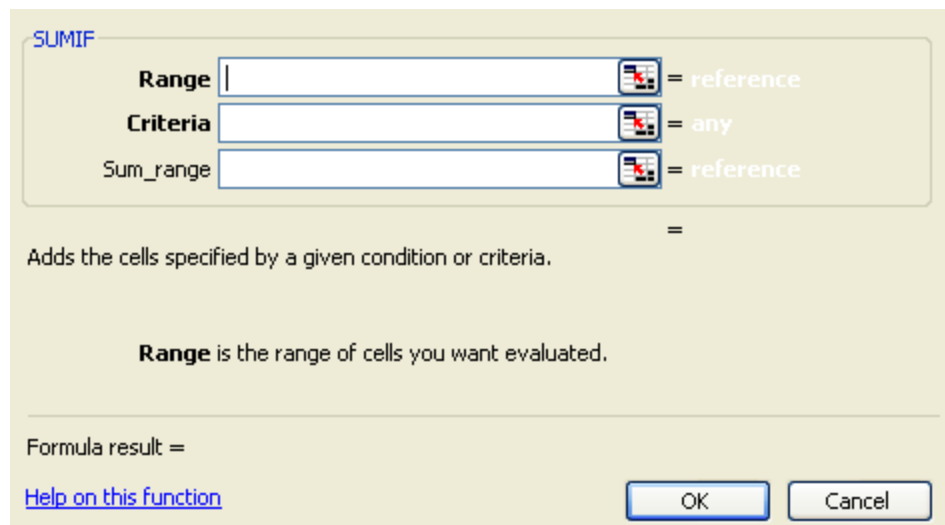 SUMIF
Range = reference
Criteria = any
Sum_range = reference
=
Adds the cells specified by a given condition or criteria.
Range is the range of cells you want evaluated.
Formula result =
Help on this function
OK
Cancel